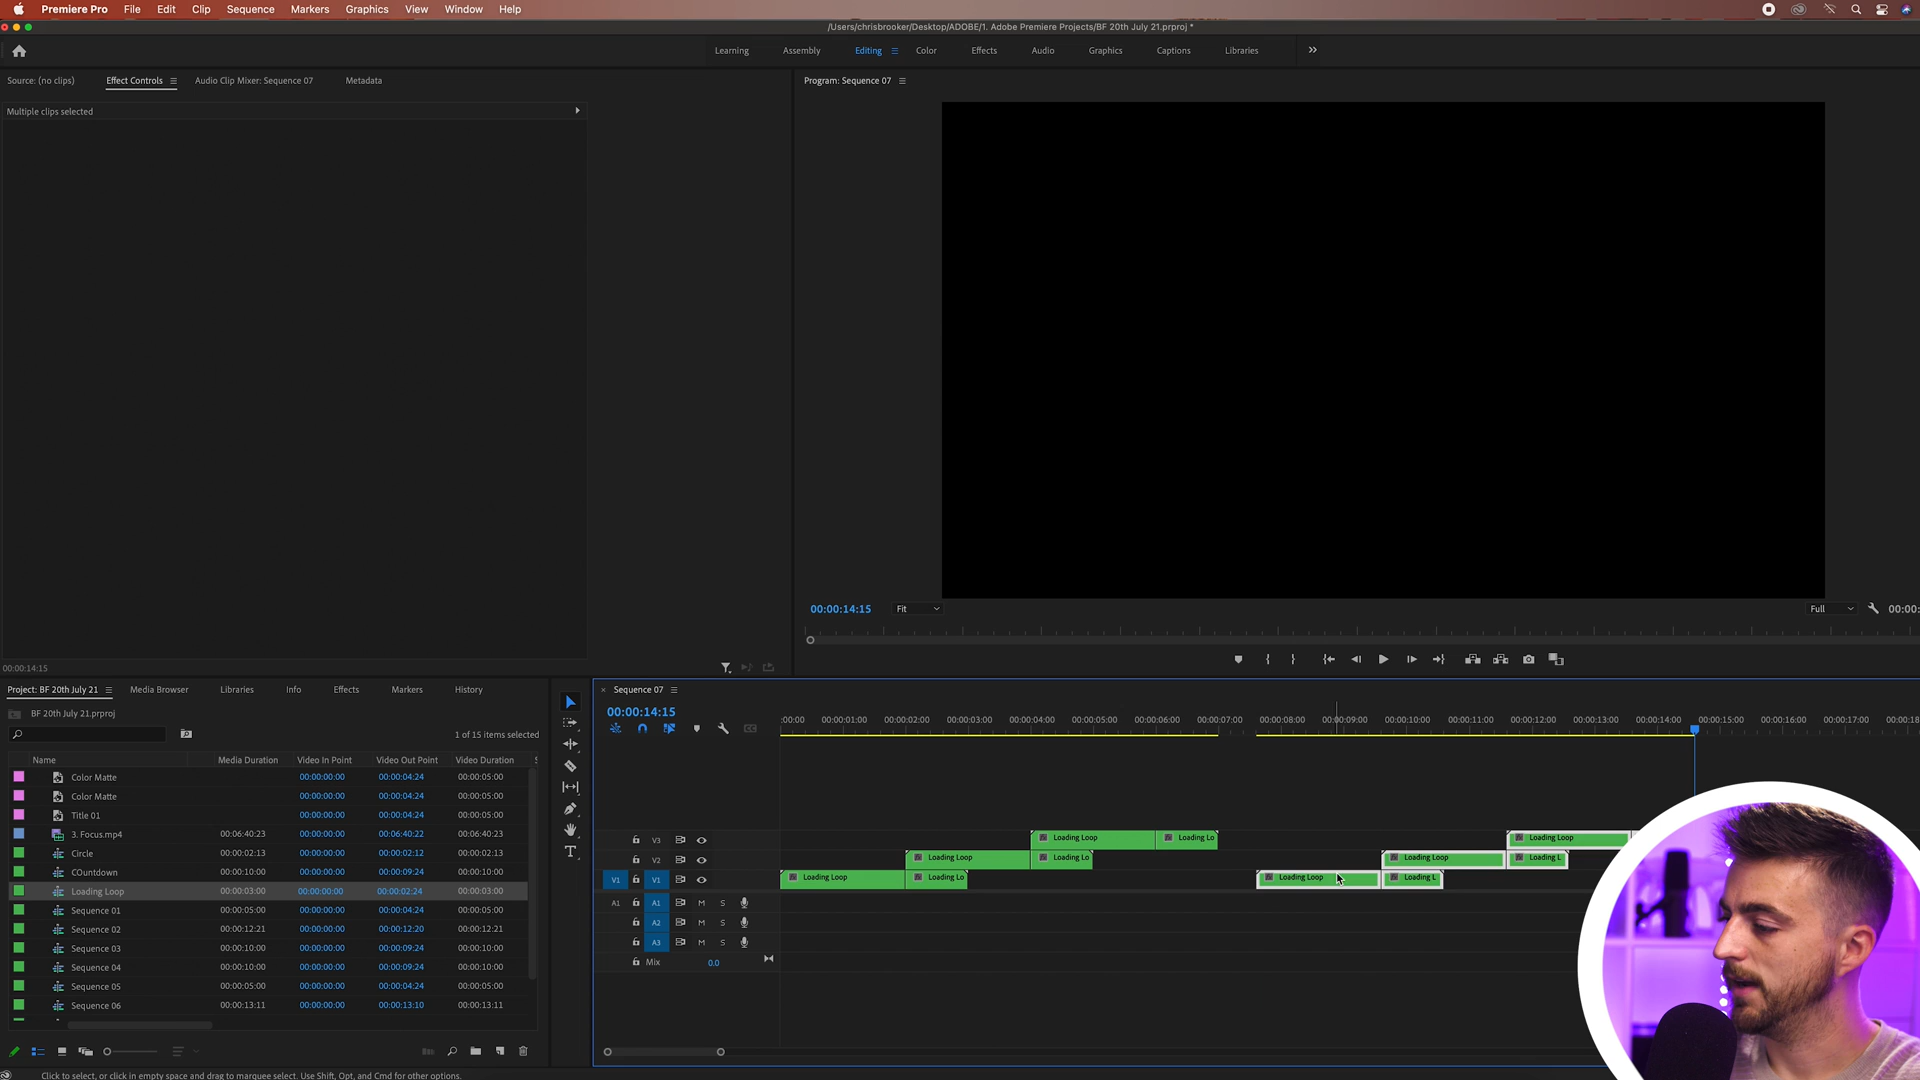 Premiere Pro File Edit Clip Sequence Markers Graphics View Window Help
/Users/chrisbrooker/Desktop/ADOBE/1. Adobe Premiere Projects/BF 20th July 21.prproj *
Learning Assembly Editing Color Effects Audio Graphics Captions Libraries
Source: (no clips) Effect Controls Audio Clip Mixer: Sequence 07 Metadata
Program: Sequence 07
Multiple clips selected
00:00:14:15 Fit Full 00:00:
00:00:14:15
Project: BF 20th July 21 Media Browser Libraries Info Effects Markers History
BF 20th July 21.prproj
1 of 15 items selected
Name Media Duration Video In Point Video Out Point Video Duration S
Color Matte 00:00:00:00 00:00:04:24 00:00:05:00
Color Matte 00:00:00:00 00:00:04:24 00:00:05:00
Title 01 00:00:00:00 00:00:04:24 00:00:05:00
3. Focus.mp4 00:06:40:23 00:00:00:00 00:06:40:22 00:06:40:23
Circle 00:00:02:13 00:00:00:00 00:00:02:12 00:00:02:13
COuntdown 00:00:10:00 00:00:00:00 00:00:09:24 00:00:10:00
Loading Loop 00:00:03:00 00:00:00:00 00:00:02:24 00:00:03:00
Sequence 01 00:00:05:00 00:00:00:00 00:00:04:24 00:00:05:00
Sequence 02 00:00:12:21 00:00:00:00 00:00:12:20 00:00:12:21
Sequence 03 00:00:10:00 00:00:00:00 00:00:09:24 00:00:10:00
Sequence 04 00:00:10:00 00:00:00:00 00:00:09:24 00:00:10:00
Sequence 05 00:00:05:00 00:00:00:00 00:00:04:24 00:00:05:00
Sequence 06 00:00:13:11 00:00:00:00 00:00:13:10 00:00:13:11
Sequence 07
00:00:14:15
:00:00 00:00:01:00 00:00:02:00 00:00:03:00 00:00:04:00 00:00:05:00 00:00:06:00 00:00:07:00 00:00:08:00 00:00:09:00 00:00:10:00 00:00:11:00 00:00:12:00 00:00:13:00 00:00:14:00 00:00:15:00 00:00:16:00 00:00:17:00 00:00:18
V3 Loading Loop Loading Lo Loading Loop
V2 Loading Loop Loading Lo Loading Loop Loading L
V1 V1 Loading Loop Loading Lo Loading Loop Loading L
A1 A1 M S
A2 M S
A3 M S
Mix 0.0
Click to select, or click in empty space and drag to marquee select. Use Shift, Opt, and Cmd for other options.